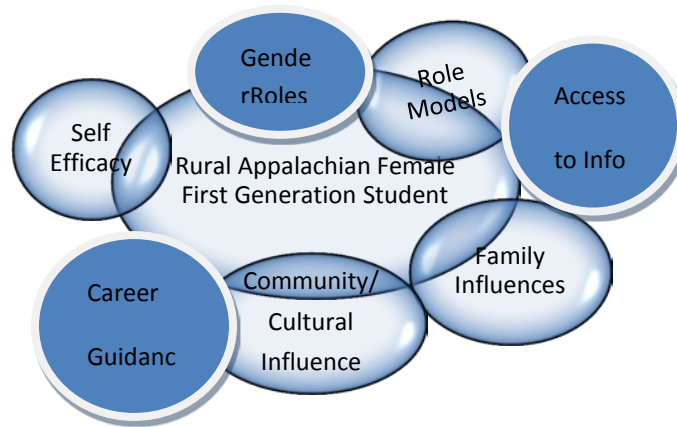 Gende
rRoles
Role
Models
Access
to Info
Self
Efficacy
Rural Appalachian Female
First Generation Student
Family
Influences
Community/
Cultural
Influence
Career
Guidanc